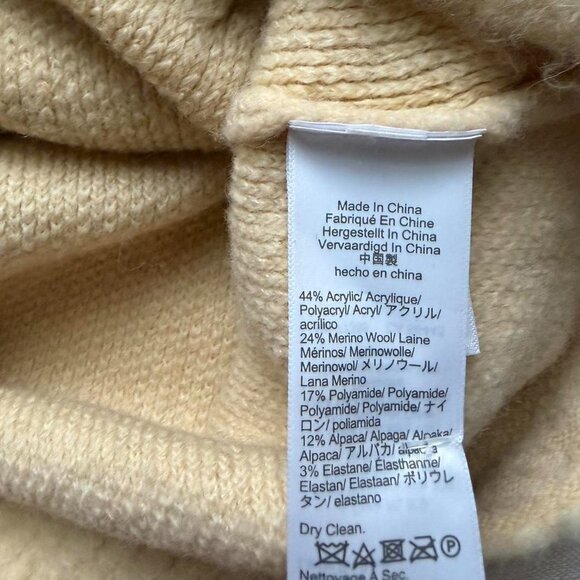 Made In China
Fabriqué En Chine
Hergestellt In China
Vervaardigd In China
中国製
hecho en china
44% Acrylic/ Acrylique/
Polyacryl/ Acryl/ アクリル/
acrílico
24% Merino Wool/ Laine
Mérinos/ Merinowolle/
Merinowol/ メリノウール/
Lana Merino
17% Polyamide/ Polyamide/
Polyamide/ Polyamide/ ナイ
ロン/ poliamida
12% Alpaca/ Alpaga/ Alpaka/
Alpaca/ アルパカ/ alpaca
3% Elastane/ Élasthanne/
Elastan/ Elastaan/ ポリウレ
タン/ elastano
Dry Clean.
P
Nettoyage À Sec.